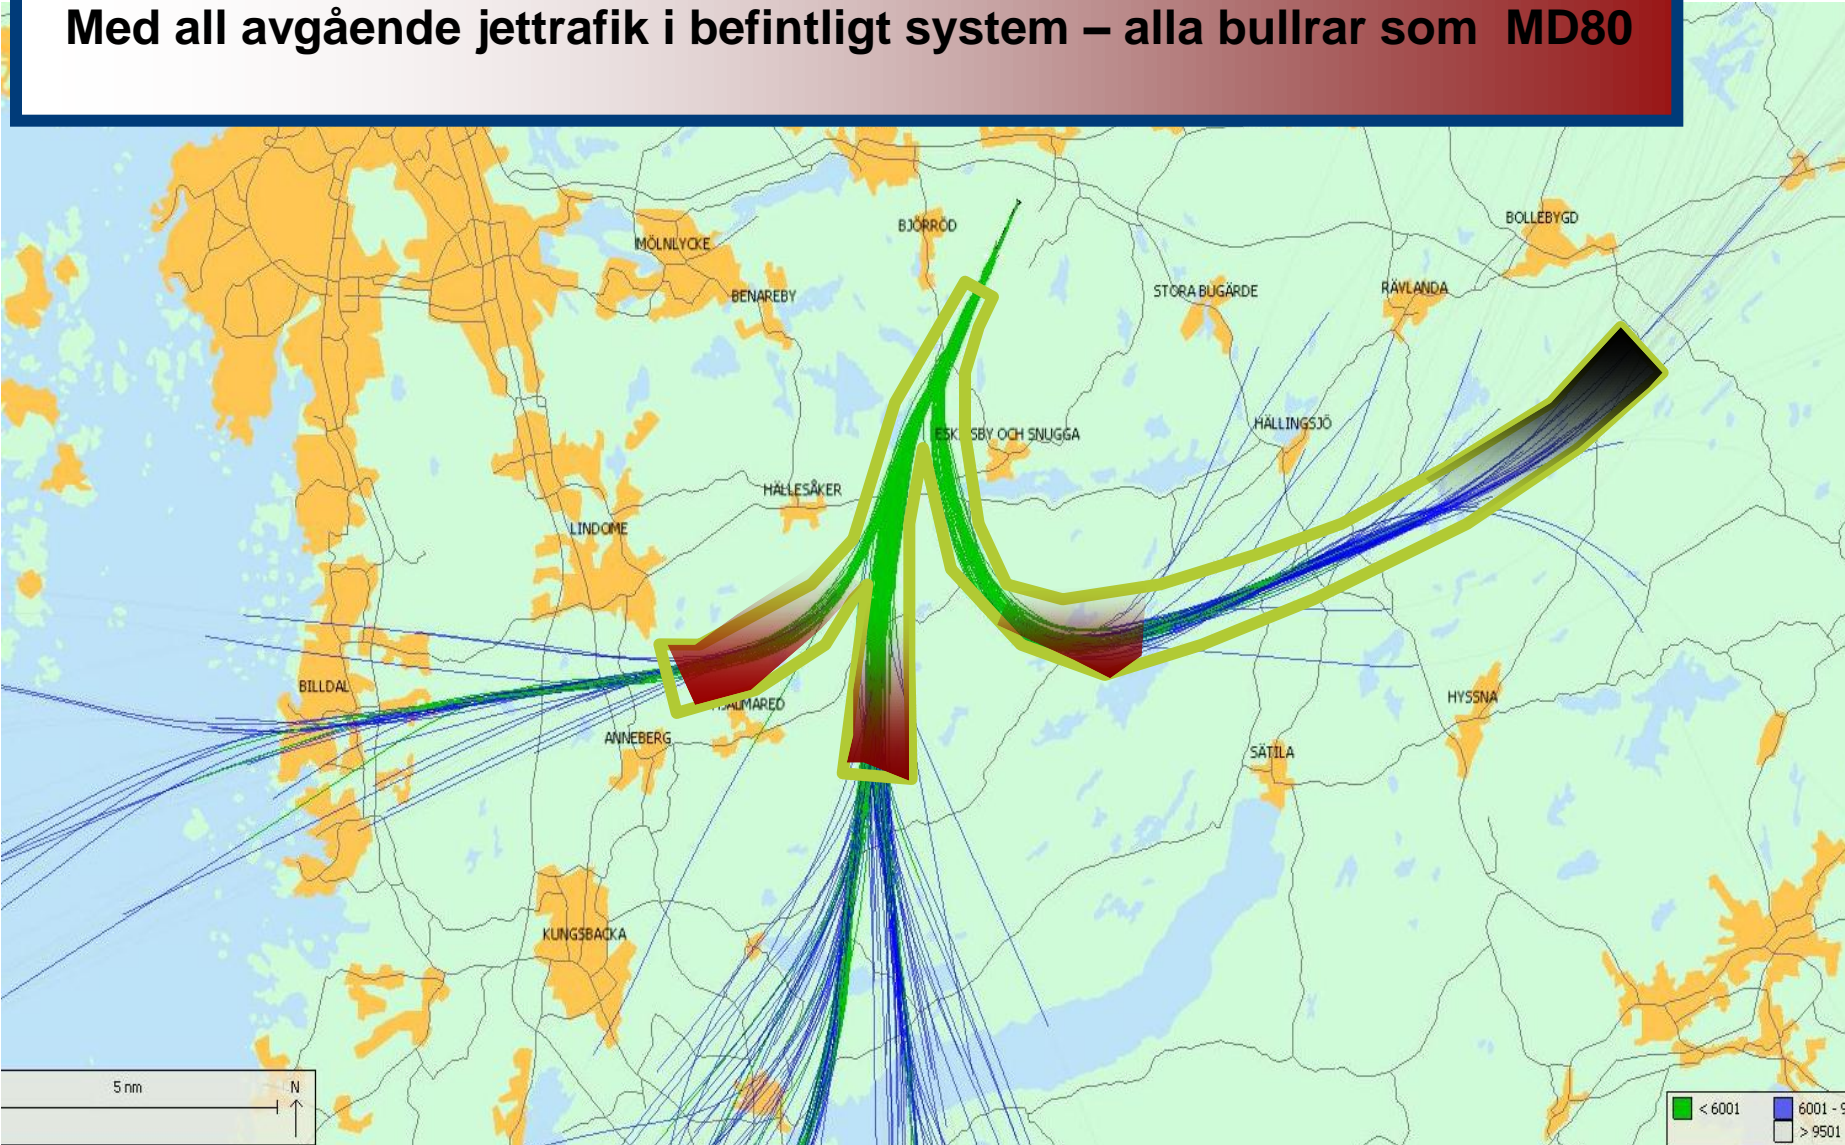 Med all avgående jettrafik i befintligt system – alla bullrar som MD80
BOLLEBYGD
BJÖRRÖD
MÖLNLYCKE
RÄVLANDA
STORA BUGÄRDE
BENAREBY
HÄLLINGSJÖ
SBY OCH SNUGGA
HÄLLESÅKER
LINDOME
BILLDAL
HYSSNA
ANNEBERG
SÄTILA
KUNGSBACKA
5 nm
N
< 6001
6001 - 9
> 9501